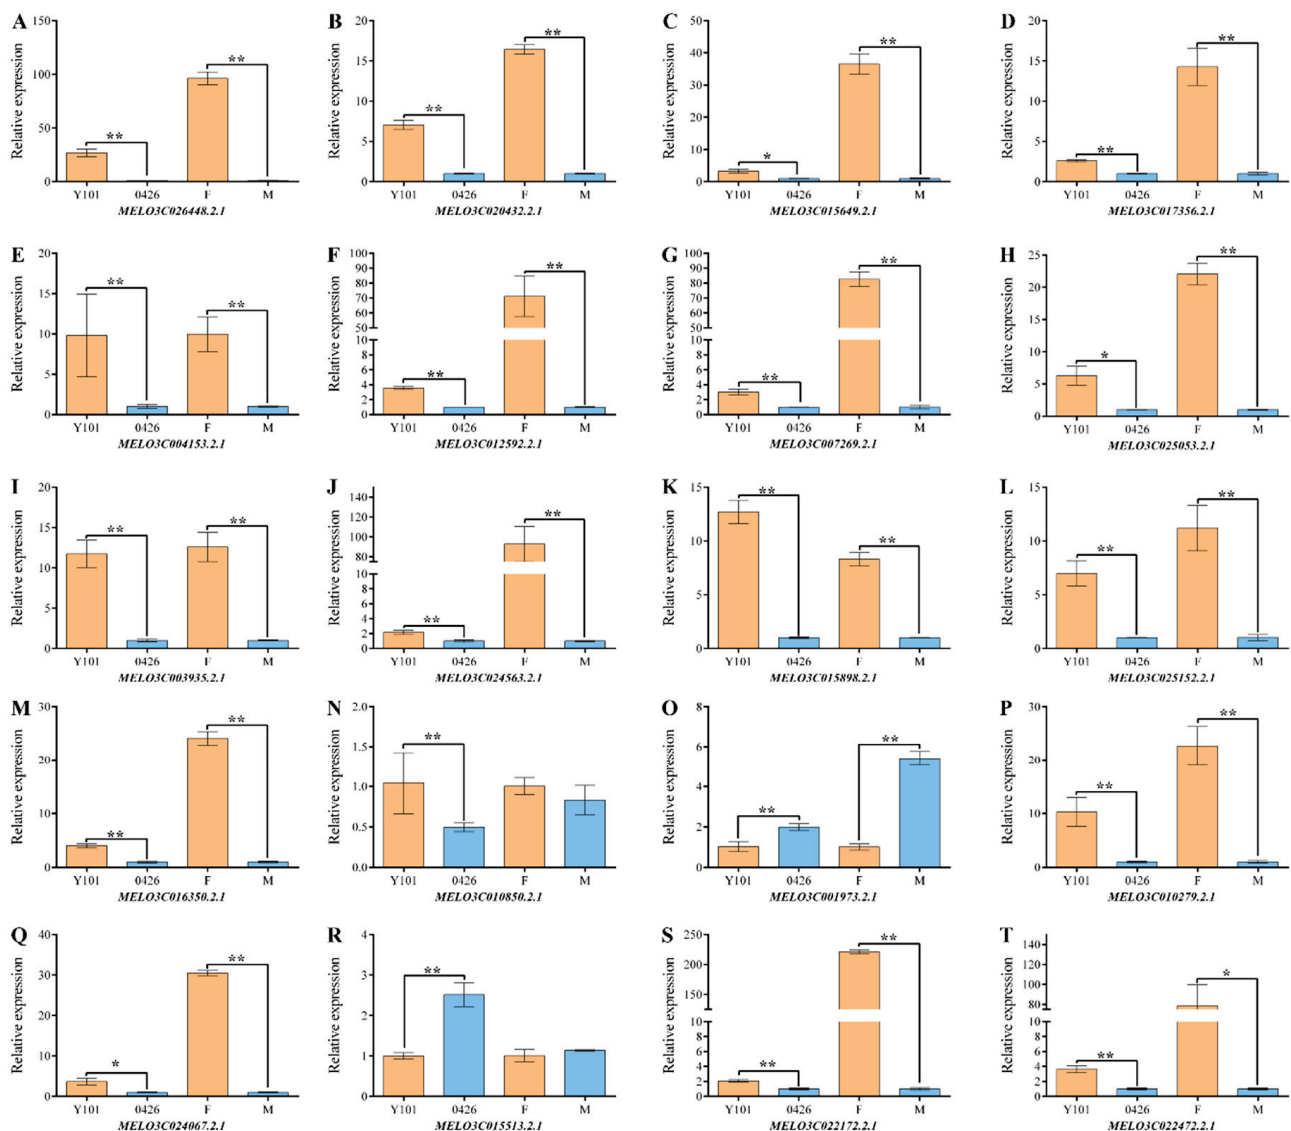 A
Relative expression
150
100
50
0
**
**
Y101 0426 F M
MELO3C026448.2.1
B
Relative expression
20
15
10
5
0
**
**
Y101 0426 F M
MELO3C020432.2.1
C
Relative expression
50
40
30
20
10
0
*
**
Y101 0426 F M
MELO3C015649.2.1
D
Relative expression
20
15
10
5
0
**
**
Y101 0426 F M
MELO3C017356.2.1
E
Relative expression
20
15
10
5
0
**
**
Y101 0426 F M
MELO3C004153.2.1
F
Relative expression
100
90
80
70
60
50
10
8
6
4
2
0
**
**
Y101 0426 F M
MELO3C012592.2.1
G
Relative expression
100
90
80
70
60
50
10
8
6
4
2
0
**
**
Y101 0426 F M
MELO3C007269.2.1
H
Relative expression
25
20
15
10
5
0
*
**
Y101 0426 F M
MELO3C025053.2.1
I
Relative expression
20
15
10
5
0
**
**
Y101 0426 F M
MELO3C003935.2.1
J
Relative expression
140
120
100
80
10
8
6
4
2
0
**
**
Y101 0426 F M
MELO3C024563.2.1
K
Relative expression
15
10
5
0
**
**
Y101 0426 F M
MELO3C015898.2.1
L
Relative expression
15
10
5
0
**
**
Y101 0426 F M
MELO3C025152.2.1
M
Relative expression
30
20
10
0
**
**
Y101 0426 F M
MELO3C016350.2.1
N
Relative expression
2.0
1.5
1.0
0.5
0.0
**
Y101 0426 F M
MELO3C010850.2.1
O
Relative expression
8
6
4
2
0
**
**
Y101 0426 F M
MELO3C001973.2.1
P
Relative expression
30
20
10
0
**
**
Y101 0426 F M
MELO3C010279.2.1
Q
Relative expression
40
30
20
10
0
*
**
Y101 0426 F M
MELO3C024067.2.1
R
Relative expression
4
3
2
1
0
**
Y101 0426 F M
MELO3C015513.2.1
S
Relative expression
250
200
150
100
10
8
6
4
2
0
**
**
Y101 0426 F M
MELO3C022172.2.1
T
Relative expression
140
120
100
80
10
8
6
4
2
0
**
*
Y101 0426 F M
MELO3C022472.2.1